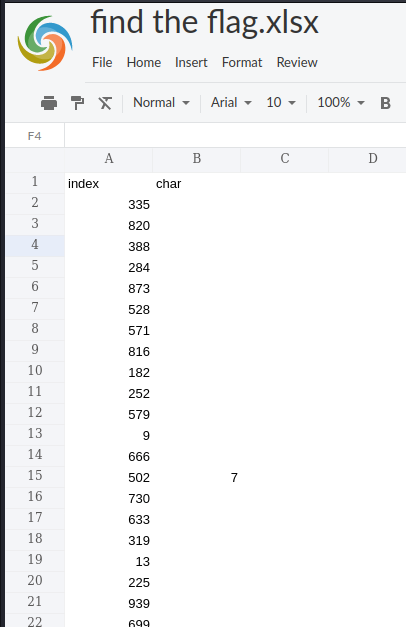 find the flag.xlsx
File Home Insert Format Review
Normal Arial 10 100% B
F4
A B C D
1 index char
2 335
3 820
4 388
5 284
6 873
7 528
8 571
9 816
10 182
11 252
12 579
13 9
14 666
15 502 7
16 730
17 633
18 319
19 13
20 225
21 939
22 699